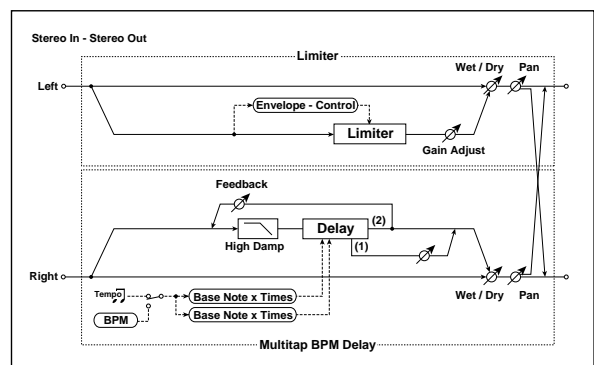 Stereo In - Stereo Out
Limiter
Wet / Dry
Pan
Left
Envelope - Control
Limiter
Gain Adjust
Feedback
High Damp
Delay
(2)
(1)
Right
Tempo
BPM
Base Note x Times
Base Note x Times
Wet / Dry
Pan
Multitap BPM Delay